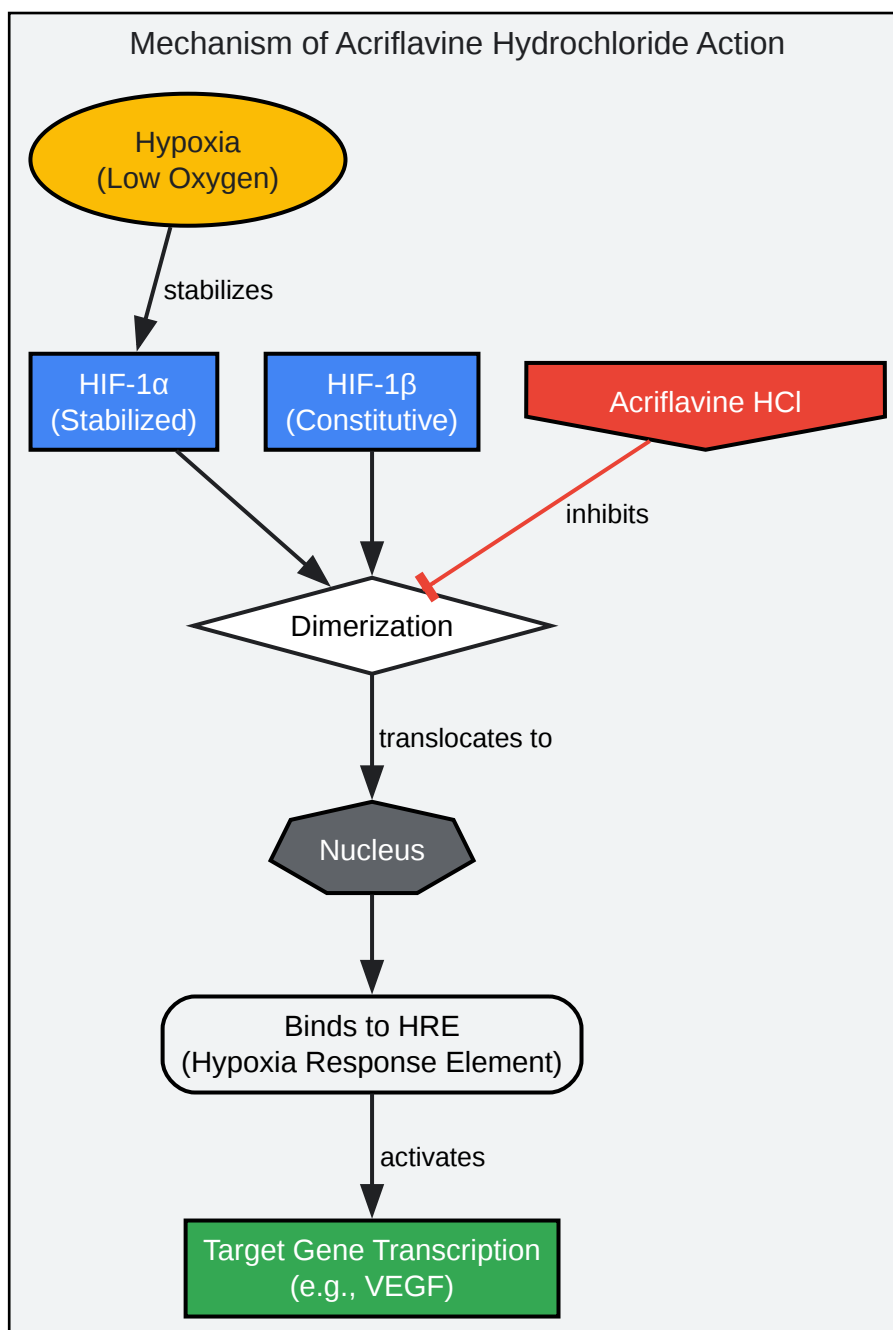 Mechanism of Acriflavine Hydrochloride Action
Hypoxia
(Low Oxygen)
stabilizes
HIF-1α
(Stabilized)
HIF-1β
(Constitutive)
Acriflavine HCl
inhibits
Dimerization
translocates to
Nucleus
Binds to HRE
(Hypoxia Response Element)
activates
Target Gene Transcription
(e.g., VEGF)